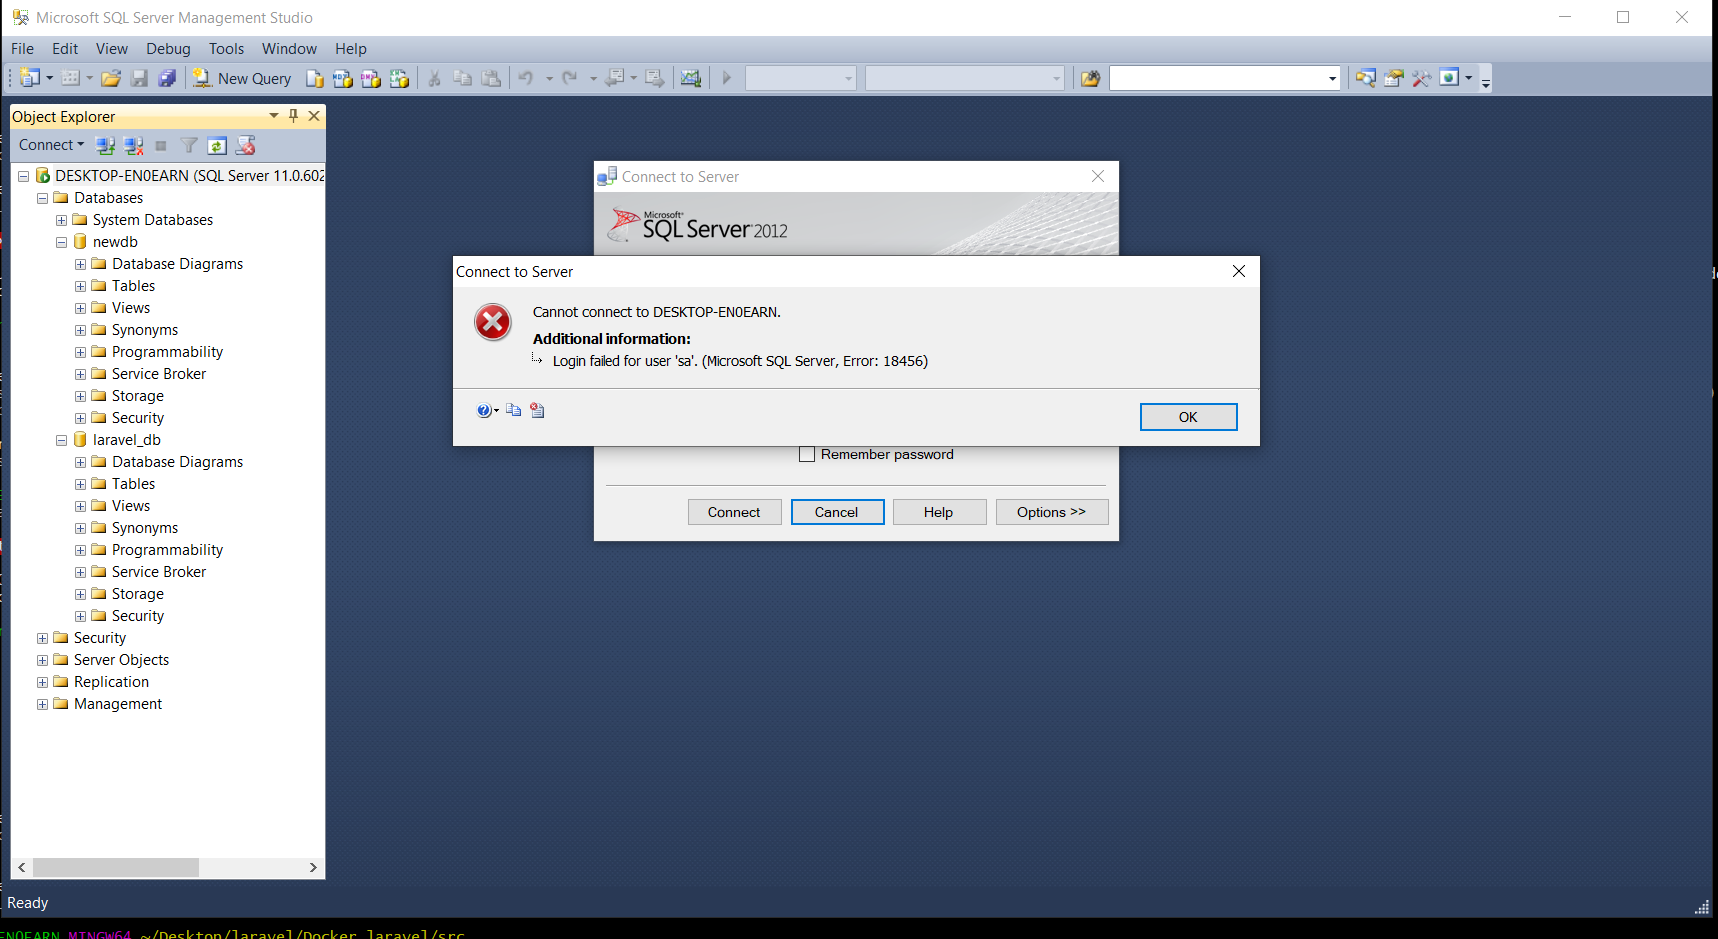 Microsoft SQL Server Management Studio
File Edit View Debug Tools Window Help
New Query
Object Explorer
Connect
DESKTOP-EN0EARN (SQL Server 11.0.602
Databases
System Databases
newdb
Database Diagrams
Tables
Views
Synonyms
Programmability
Service Broker
Storage
Security
laravel_db
Database Diagrams
Tables
Views
Synonyms
Programmability
Service Broker
Storage
Security
Security
Server Objects
Replication
Management
Connect to Server
Microsoft
SQL Server 2012
Connect to Server
Cannot connect to DESKTOP-EN0EARN.
Additional information:
Login failed for user 'sa'. (Microsoft SQL Server, Error: 18456)
OK
Remember password
Connect Cancel Help Options >>
Ready
EN0EARN MINGW64 ~/Desktop/laravel/Docker_laravel/src